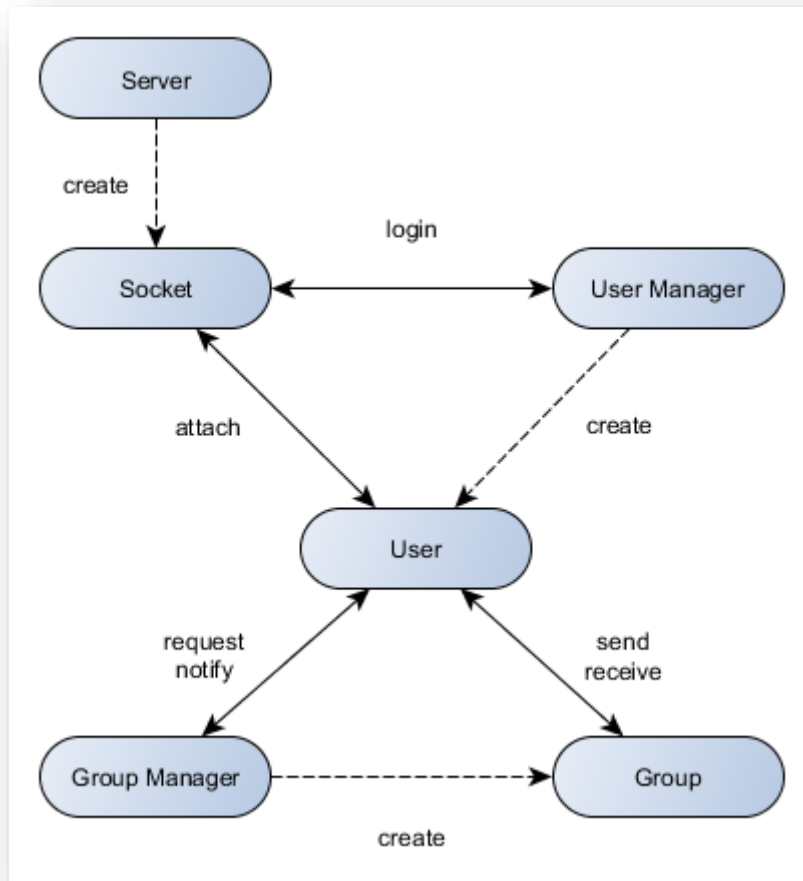 Server
create
login
Socket
User Manager
attach
create
User
request
notify
send
receive
Group Manager
Group
create